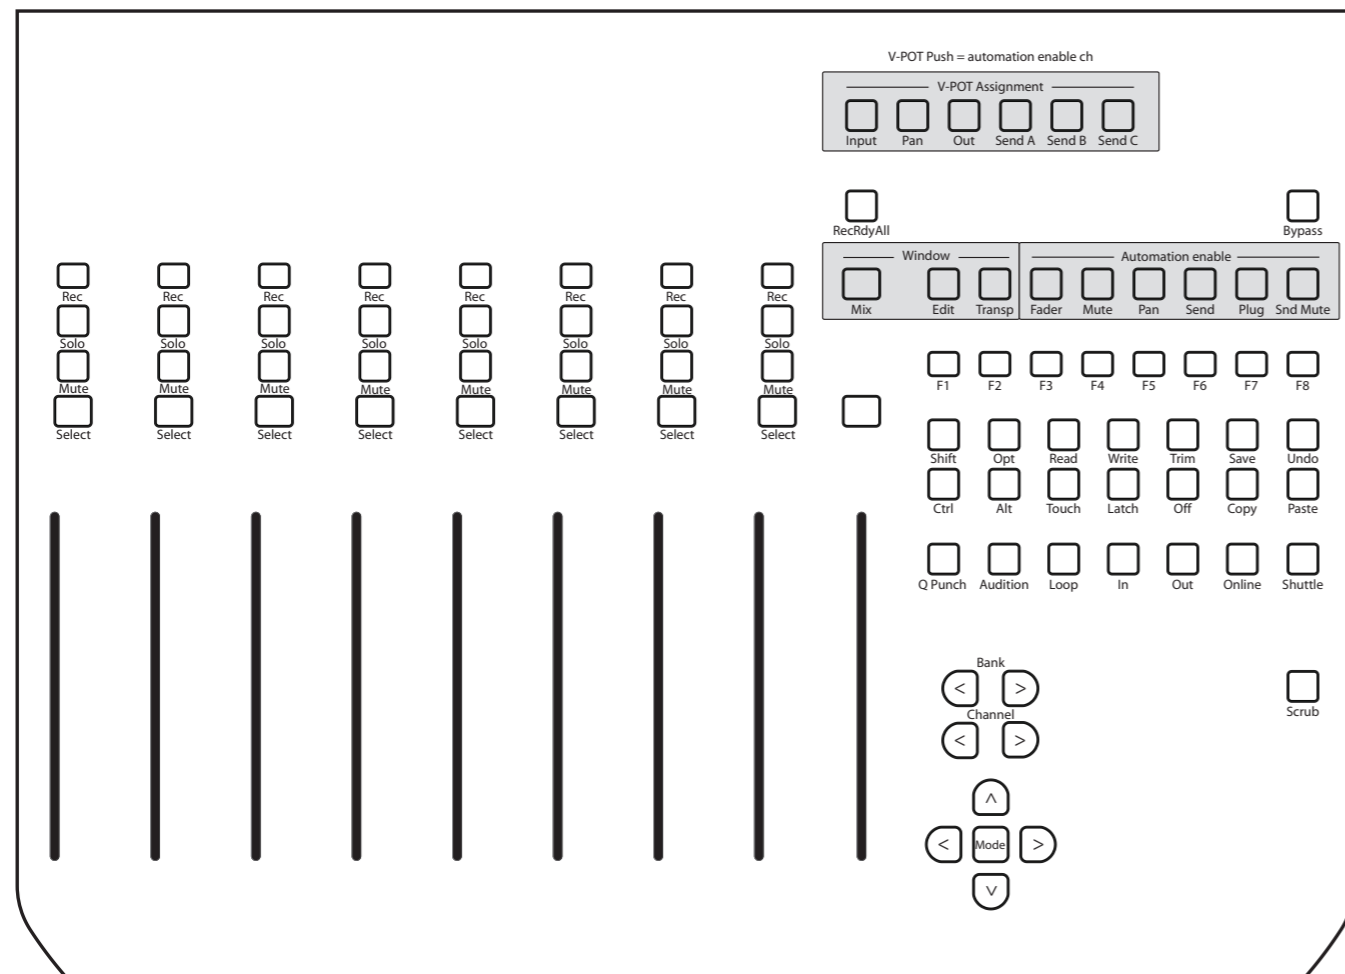 V-POT Push = automation enable ch
V-POT Assignment
Input Pan Out Send A Send B Send C
RecRdyAll Bypass
Window Automation enable
Mix Edit Transp Fader Mute Pan Send Plug Snd Mute
Rec Rec Rec Rec Rec Rec Rec Rec
Solo Solo Solo Solo Solo Solo Solo Solo
Mute Mute Mute Mute Mute Mute Mute Mute
Select Select Select Select Select Select Select Select
F1 F2 F3 F4 F5 F6 F7 F8
Shift Opt Read Write Trim Save Undo
Ctrl Alt Touch Latch Off Copy Paste
Q Punch Audition Loop In Out Online Shuttle
Bank
< >
Channel
< >
Scrub
^
< Mode >
v